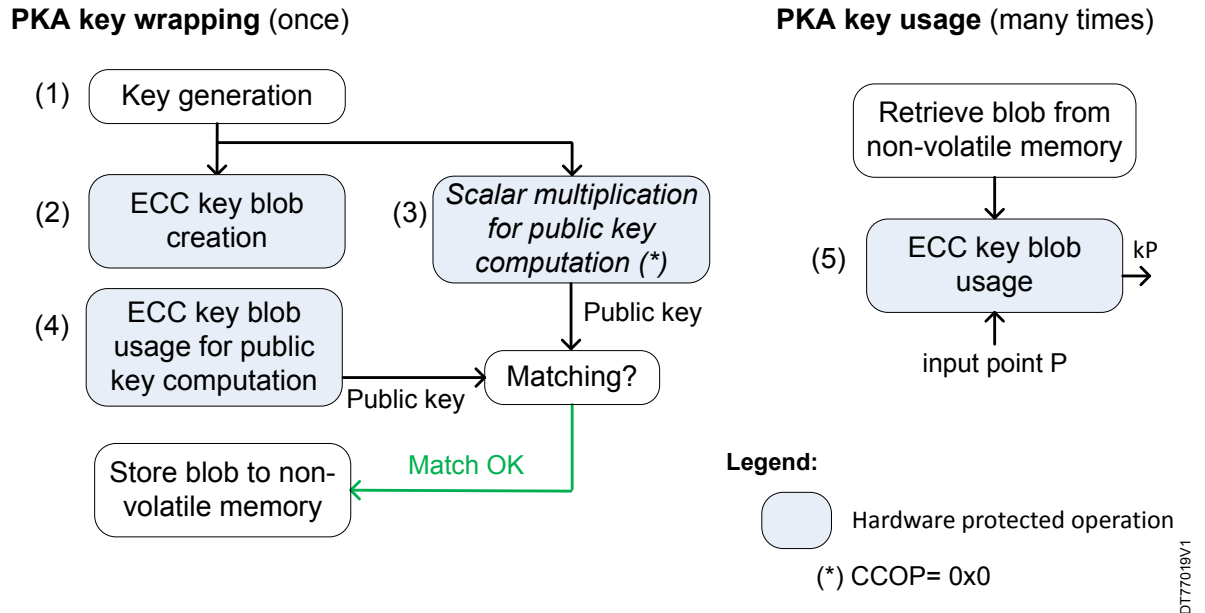 PKA key wrapping (once)
PKA key usage (many times)
(1)
Key generation
(2)
ECC key blob
creation
(3)
Scalar multiplication
for public key
computation (*)
Public key
(4)
ECC key blob
usage for public
key computation
Public key
Matching?
Match OK
Store blob to non-
volatile memory
Retrieve blob from
non-volatile memory
(5)
ECC key blob
usage
kP
input point P
Legend:
Hardware protected operation
(*) CCOP= 0x0
DT77019V1